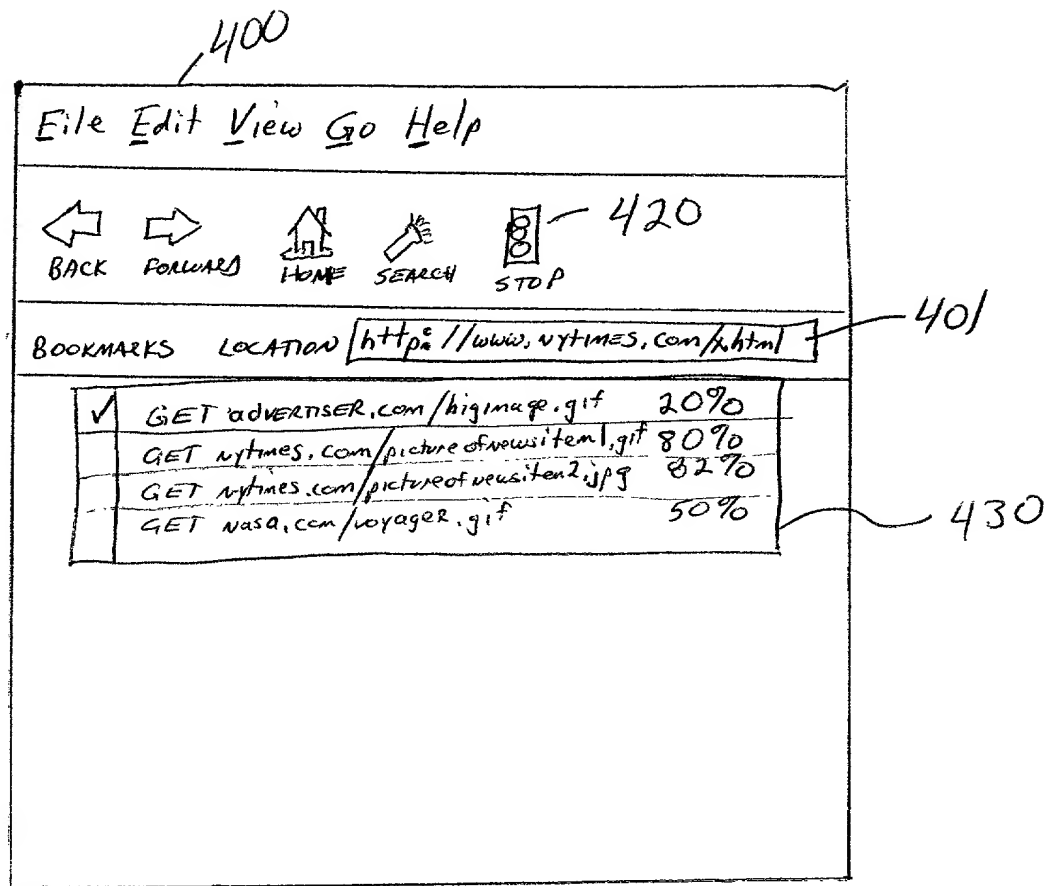 400
File Edit View Go Help
420
BACK FORWARD HOME SEARCH STOP
401
BOOKMARKS LOCATION http://www.nytimes.com/x.html
✓ GET advertiser.com/bigimage.gif 20%
GET nytimes.com/pictureofnewsitem1.gif 80%
GET nytimes.com/pictureofnewsitem2.jpg 82%
GET nasa.com/voyager.gif 50%
430